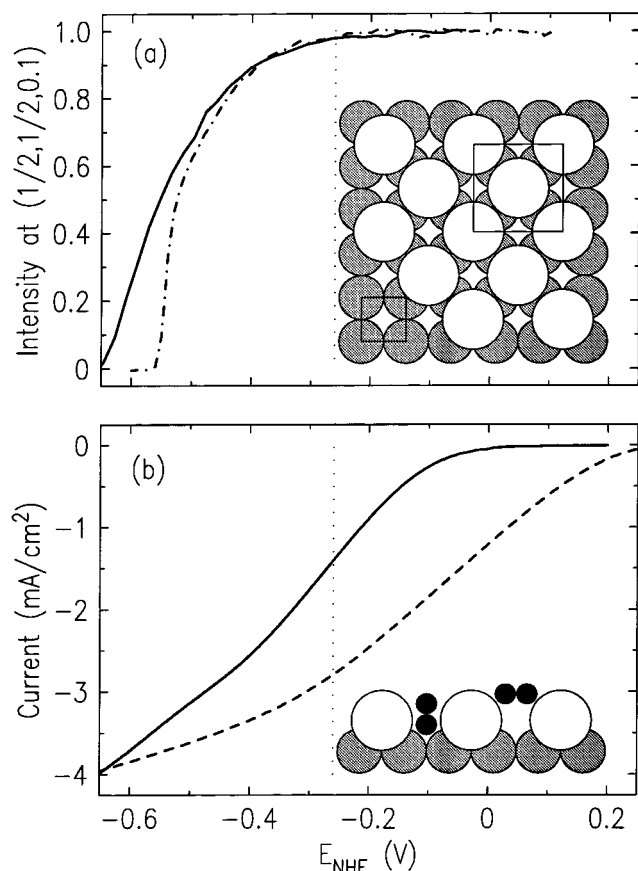 (a)
Intensity at (1/2,1/2,0.1)
1.0
0.8
0.6
0.4
0.2
0
(b)
Current (mA/cm²)
0
−1
−2
−3
−4
−0.6 −0.4 −0.2 0 0.2
E_NHE (V)